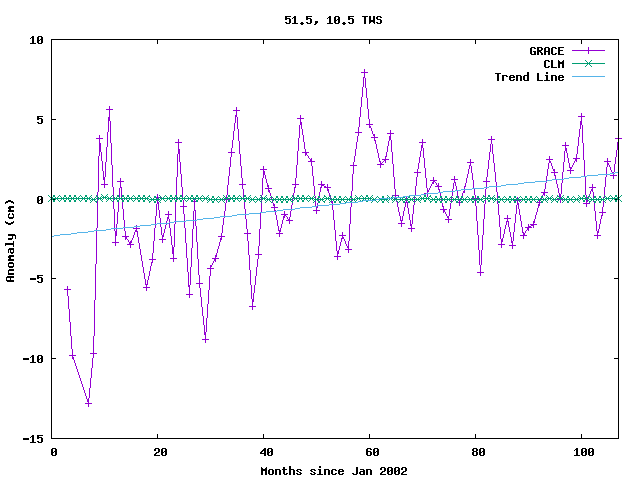 51.5, 10.5 TWS
GRACE
CLM
Trend Line
10
5
0
-5
-10
-15
Anomaly (cm)
0 20 40 60 80 100
Months since Jan 2002